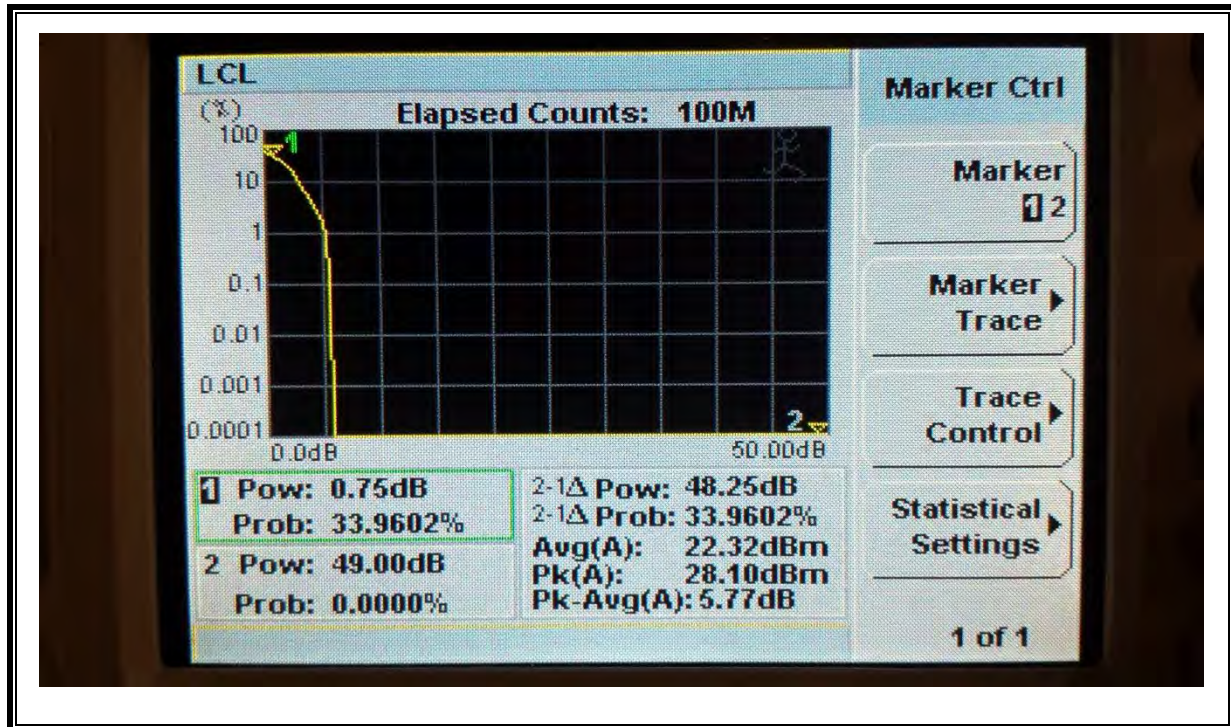 LCL
(%)
Elapsed Counts: 100M
100
1
10
1
0.1
0.01
0.001
0.0001
2
0.0dB
50.00dB
1 Pow: 0.75dB
Prob: 33.9602%
2 Pow: 49.00dB
Prob: 0.0000%
2-1Δ Pow: 48.25dB
2-1Δ Prob: 33.9602%
Avg(A): 22.32dBm
Pk(A): 28.10dBm
Pk-Avg(A): 5.77dB
Marker Ctrl
Marker
1 2
Marker
Trace
Trace
Control
Statistical
Settings
1 of 1